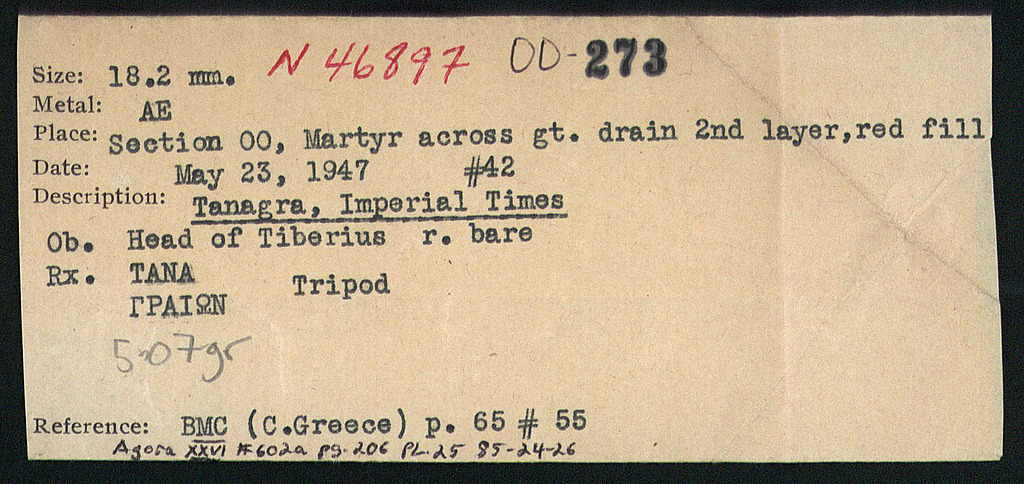 N 46897 OO-273
Size: 18.2 mm.
Metal: AE
Place: Section OO, Martyr across gt. drain 2nd layer,red fill
Date: May 23, 1947 #42
Description: Tanagra, Imperial Times
Ob. Head of Tiberius r. bare
Rx. ΤΑΝΑ Tripod
ΓΡΑΙΩΝ
5.07gr
Reference: BMC (C.Greece) p. 65 # 55
Agora XXVI #602a pg. 206 PL.25 85-24-26